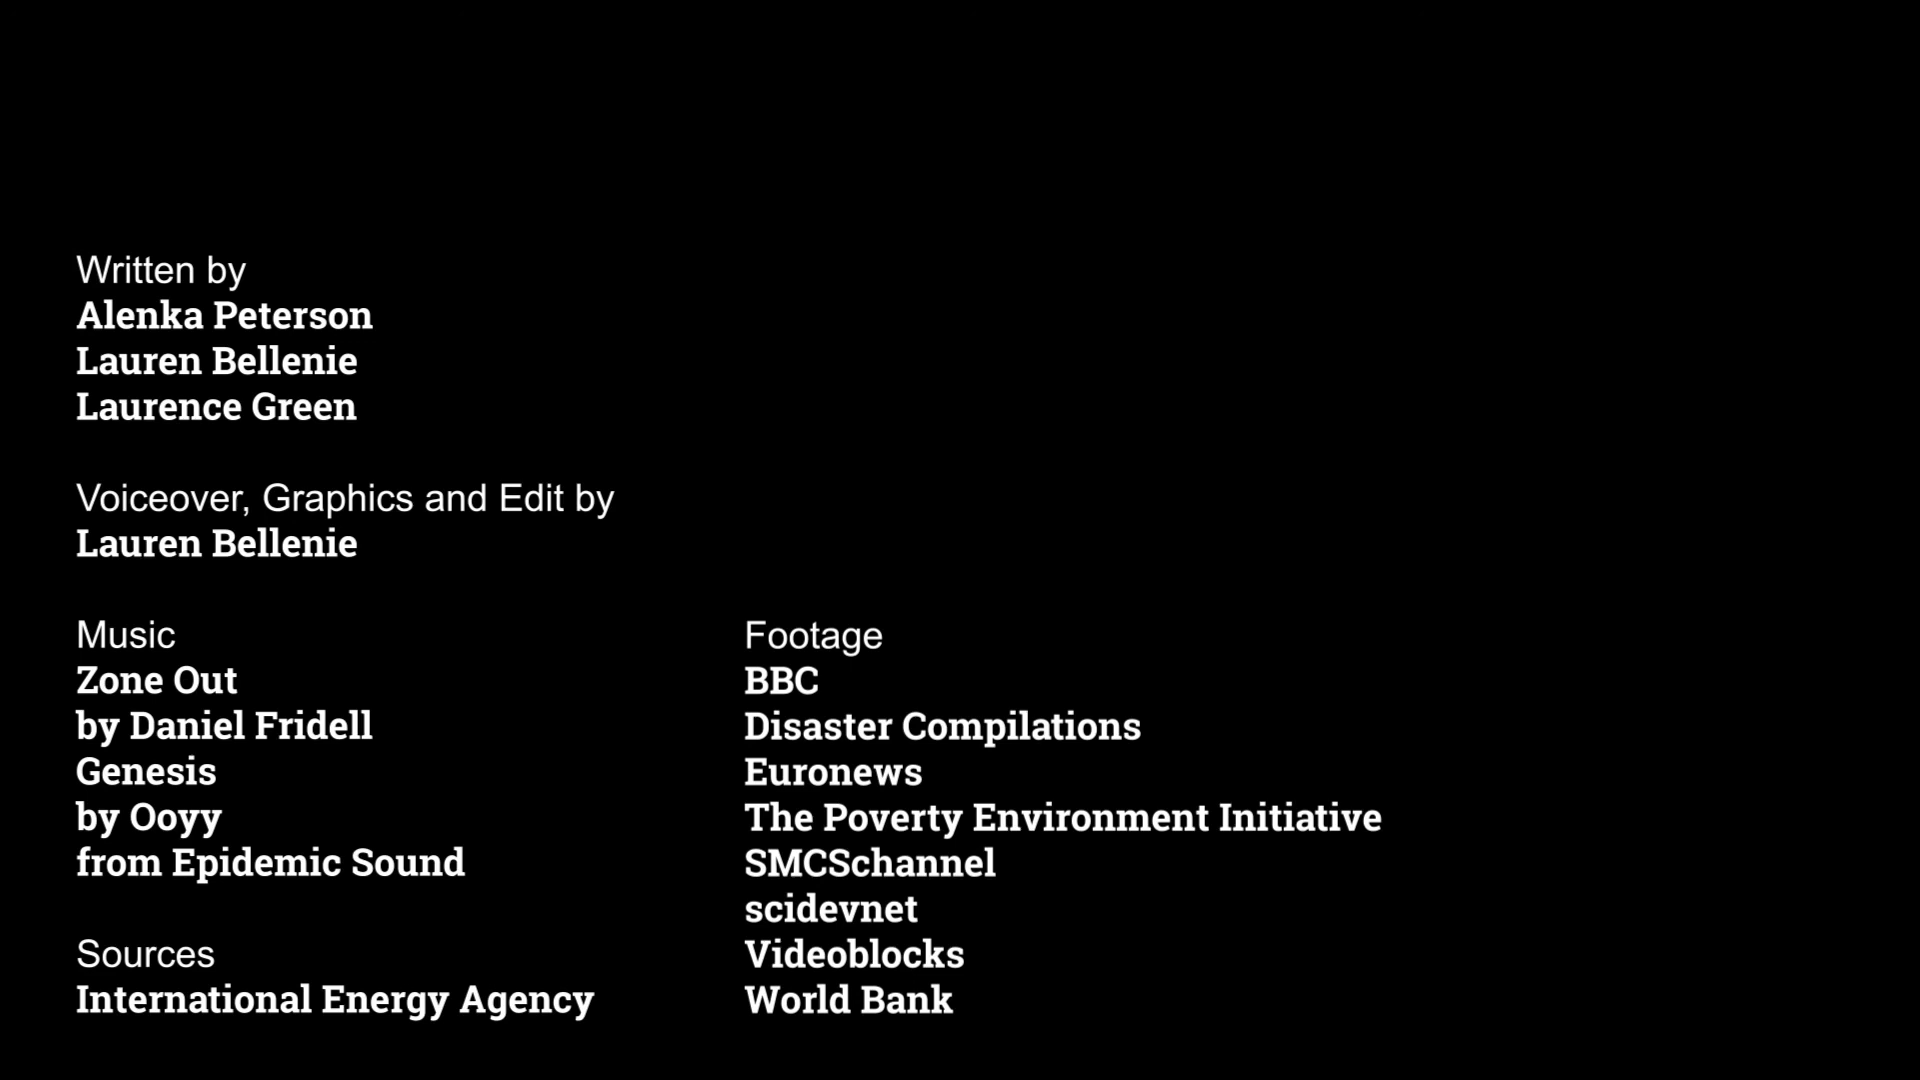 Written by
Alenka Peterson
Lauren Bellenie
Laurence Green
Voiceover, Graphics and Edit by
Lauren Bellenie
Music
Zone Out
by Daniel Fridell
Genesis
by Ooyy
from Epidemic Sound
Sources
International Energy Agency
Footage
BBC
Disaster Compilations
Euronews
The Poverty Environment Initiative
SMCSchannel
scidevnet
Videoblocks
World Bank